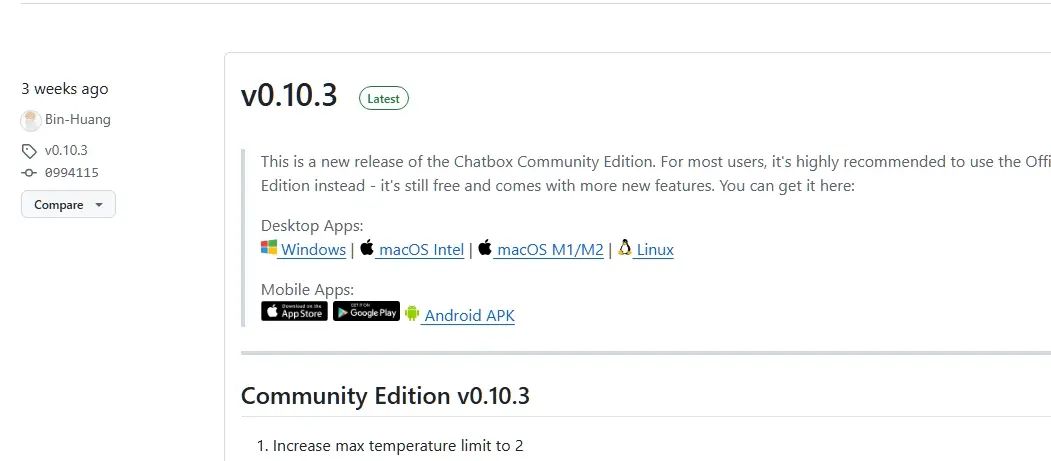 3 weeks ago
Bin-Huang
v0.10.3
0994115
Compare
v0.10.3 Latest
This is a new release of the Chatbox Community Edition. For most users, it's highly recommended to use the Offi
Edition instead - it's still free and comes with more new features. You can get it here:
Desktop Apps:
Windows | macOS Intel | macOS M1/M2 | Linux
Mobile Apps:
Download on the App Store GET IT ON Google Play Android APK
Community Edition v0.10.3
1. Increase max temperature limit to 2